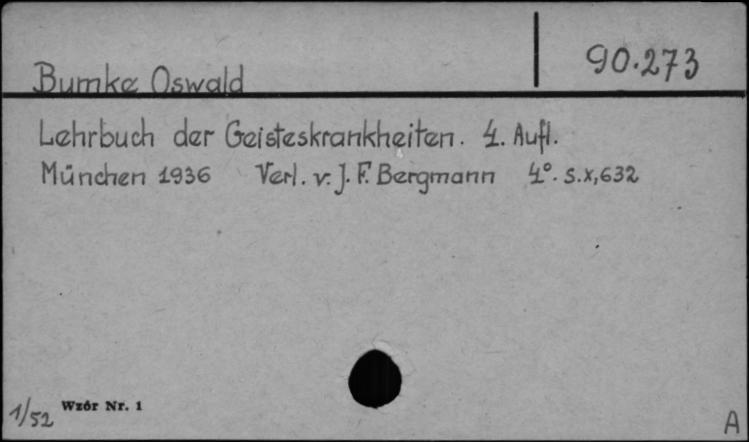 Bumke Oswald
90.273
Lehrbuch der Geisteskrankheiten. 4. Aufl.
München 1936 Verl. v. J. F. Bergmann 4°. S.X,632
1/52 Wzór Nr. 1
A